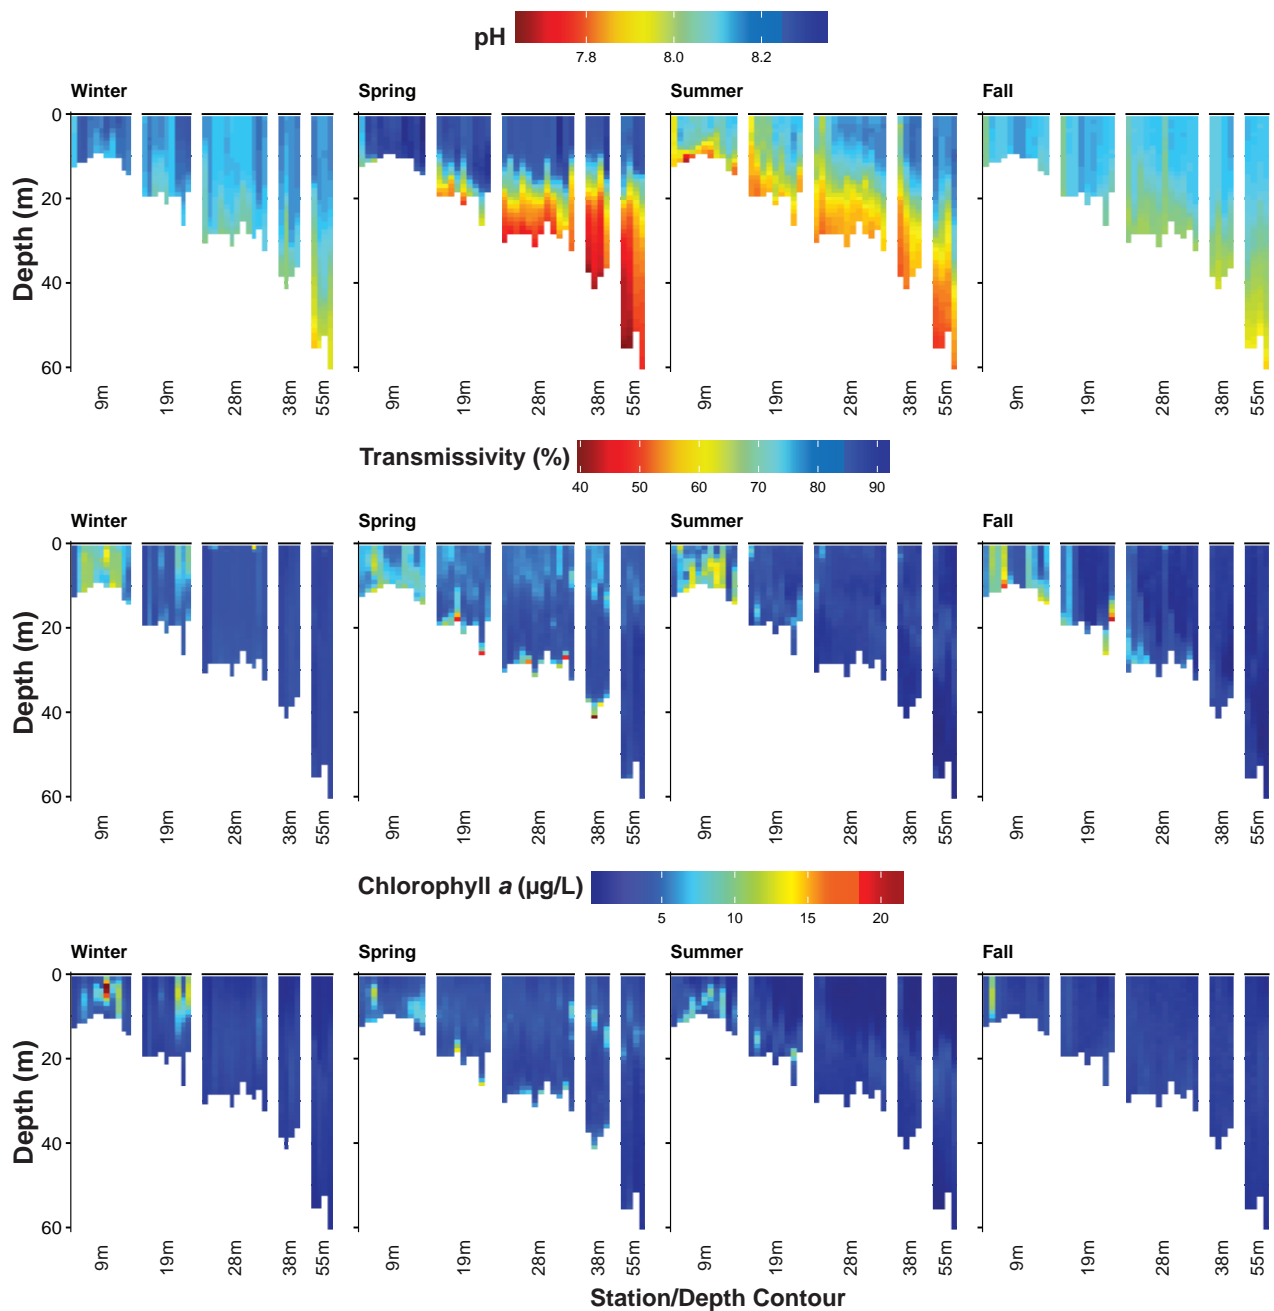 pH
7.8 8.0 8.2
Winter Spring Summer Fall
Depth (m)
0
20
40
60
9m 19m 28m 38m 55m 9m 19m 28m 38m 55m 9m 19m 28m 38m 55m 9m 19m 28m 38m 55m
Transmissivity (%)
40 50 60 70 80 90
Winter Spring Summer Fall
Depth (m)
0
20
40
60
9m 19m 28m 38m 55m 9m 19m 28m 38m 55m 9m 19m 28m 38m 55m 9m 19m 28m 38m 55m
Chlorophyll a (µg/L)
5 10 15 20
Winter Spring Summer Fall
Depth (m)
0
20
40
60
9m 19m 28m 38m 55m 9m 19m 28m 38m 55m 9m 19m 28m 38m 55m 9m 19m 28m 38m 55m
Station/Depth Contour